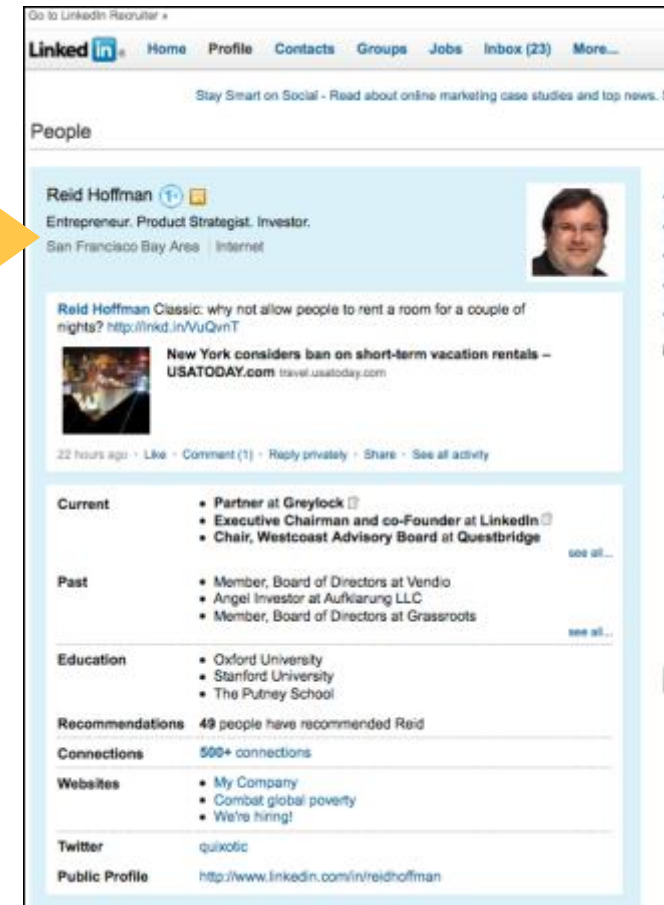 Go to LinkedIn Recruiter »
Linked in. Home Profile Contacts Groups Jobs Inbox (23) More...
Stay Smart on Social - Read about online marketing case studies and top news.
People
Reid Hoffman 1st
Entrepreneur. Product Strategist. Investor.
San Francisco Bay Area | Internet
Reid Hoffman Classic: why not allow people to rent a room for a couple of
nights? http://lnkd.in/VuQvnT
New York considers ban on short-term vacation rentals –
USATODAY.com travel.usatoday.com
22 hours ago · Like · Comment (1) · Reply privately · Share · See all activity
Current • Partner at Greylock
• Executive Chairman and co-Founder at LinkedIn
• Chair, Westcoast Advisory Board at Questbridge
see all...
Past • Member, Board of Directors at Vendio
• Angel Investor at Aufklarung LLC
• Member, Board of Directors at Grassroots
see all...
Education • Oxford University
• Stanford University
• The Putney School
Recommendations 49 people have recommended Reid
Connections 500+ connections
Websites • My Company
• Combat global poverty
• We're hiring!
Twitter quixotic
Public Profile http://www.linkedin.com/in/reidhoffman